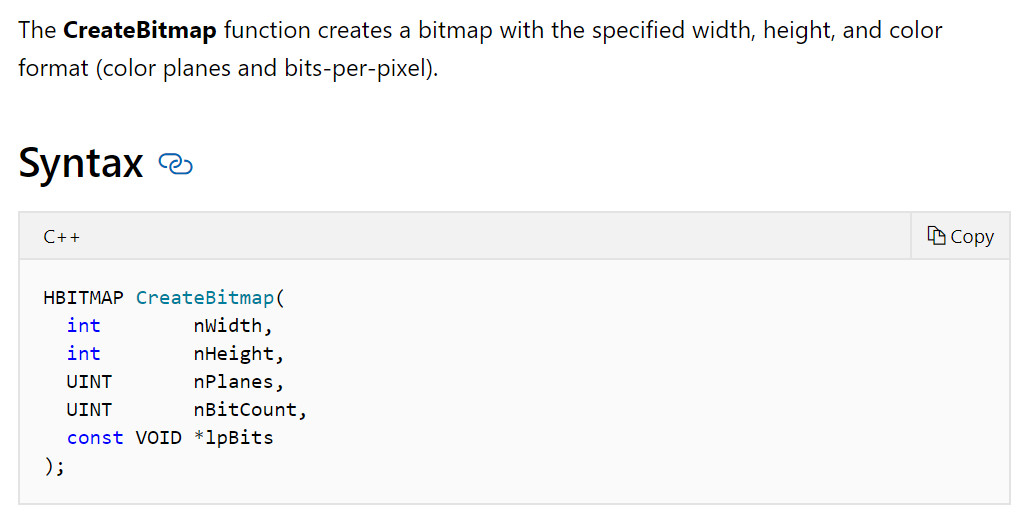 The CreateBitmap function creates a bitmap with the specified width, height, and color
format (color planes and bits-per-pixel).
Syntax
C++
Copy
HBITMAP CreateBitmap(
  int        nWidth,
  int        nHeight,
  UINT       nPlanes,
  UINT       nBitCount,
  const VOID *lpBits
);